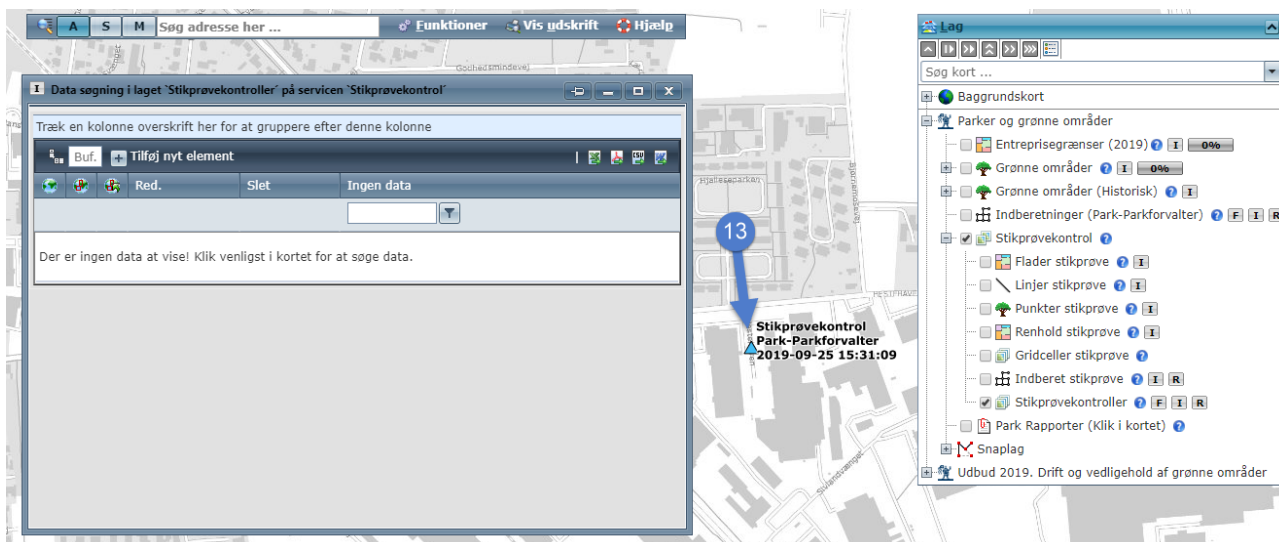 A S M Søg adresse her ... Funktioner Vis udskrift Hjælp
Godhedsmindevej
I Data søgning i laget `Stikprøvekontroller´ på servicen `Stikprøvekontrol´
Træk en kolonne overskrift her for at gruppere efter denne kolonne
Buf. Tilføj nyt element
CSV
Red. Slet Ingen data
Der er ingen data at vise! Klik venligst i kortet for at søge data.
Hjalleseparken
Bjørnemosevej
13
Stikprøvekontrol
Park-Parkforvalter
2019-09-25 15:31:09
Sivlandvænget
Lag
Søg kort ...
Baggrundskort
Parker og grønne områder
Entreprisegrænser (2019) ? I 0%
Grønne områder ? I 0%
Grønne områder (Historisk) ? I
Indberetninger (Park-Parkforvalter) ? F I R
Stikprøvekontrol ?
Flader stikprøve ? I
Linjer stikprøve ? I
Punkter stikprøve ? I
Renhold stikprøve ? I
Gridceller stikprøve ?
Indberet stikprøve ? I R
Stikprøvekontroller ? F I R
Park Rapporter (Klik i kortet) ?
Snaplag
Udbud 2019. Drift og vedligehold af grønne områder